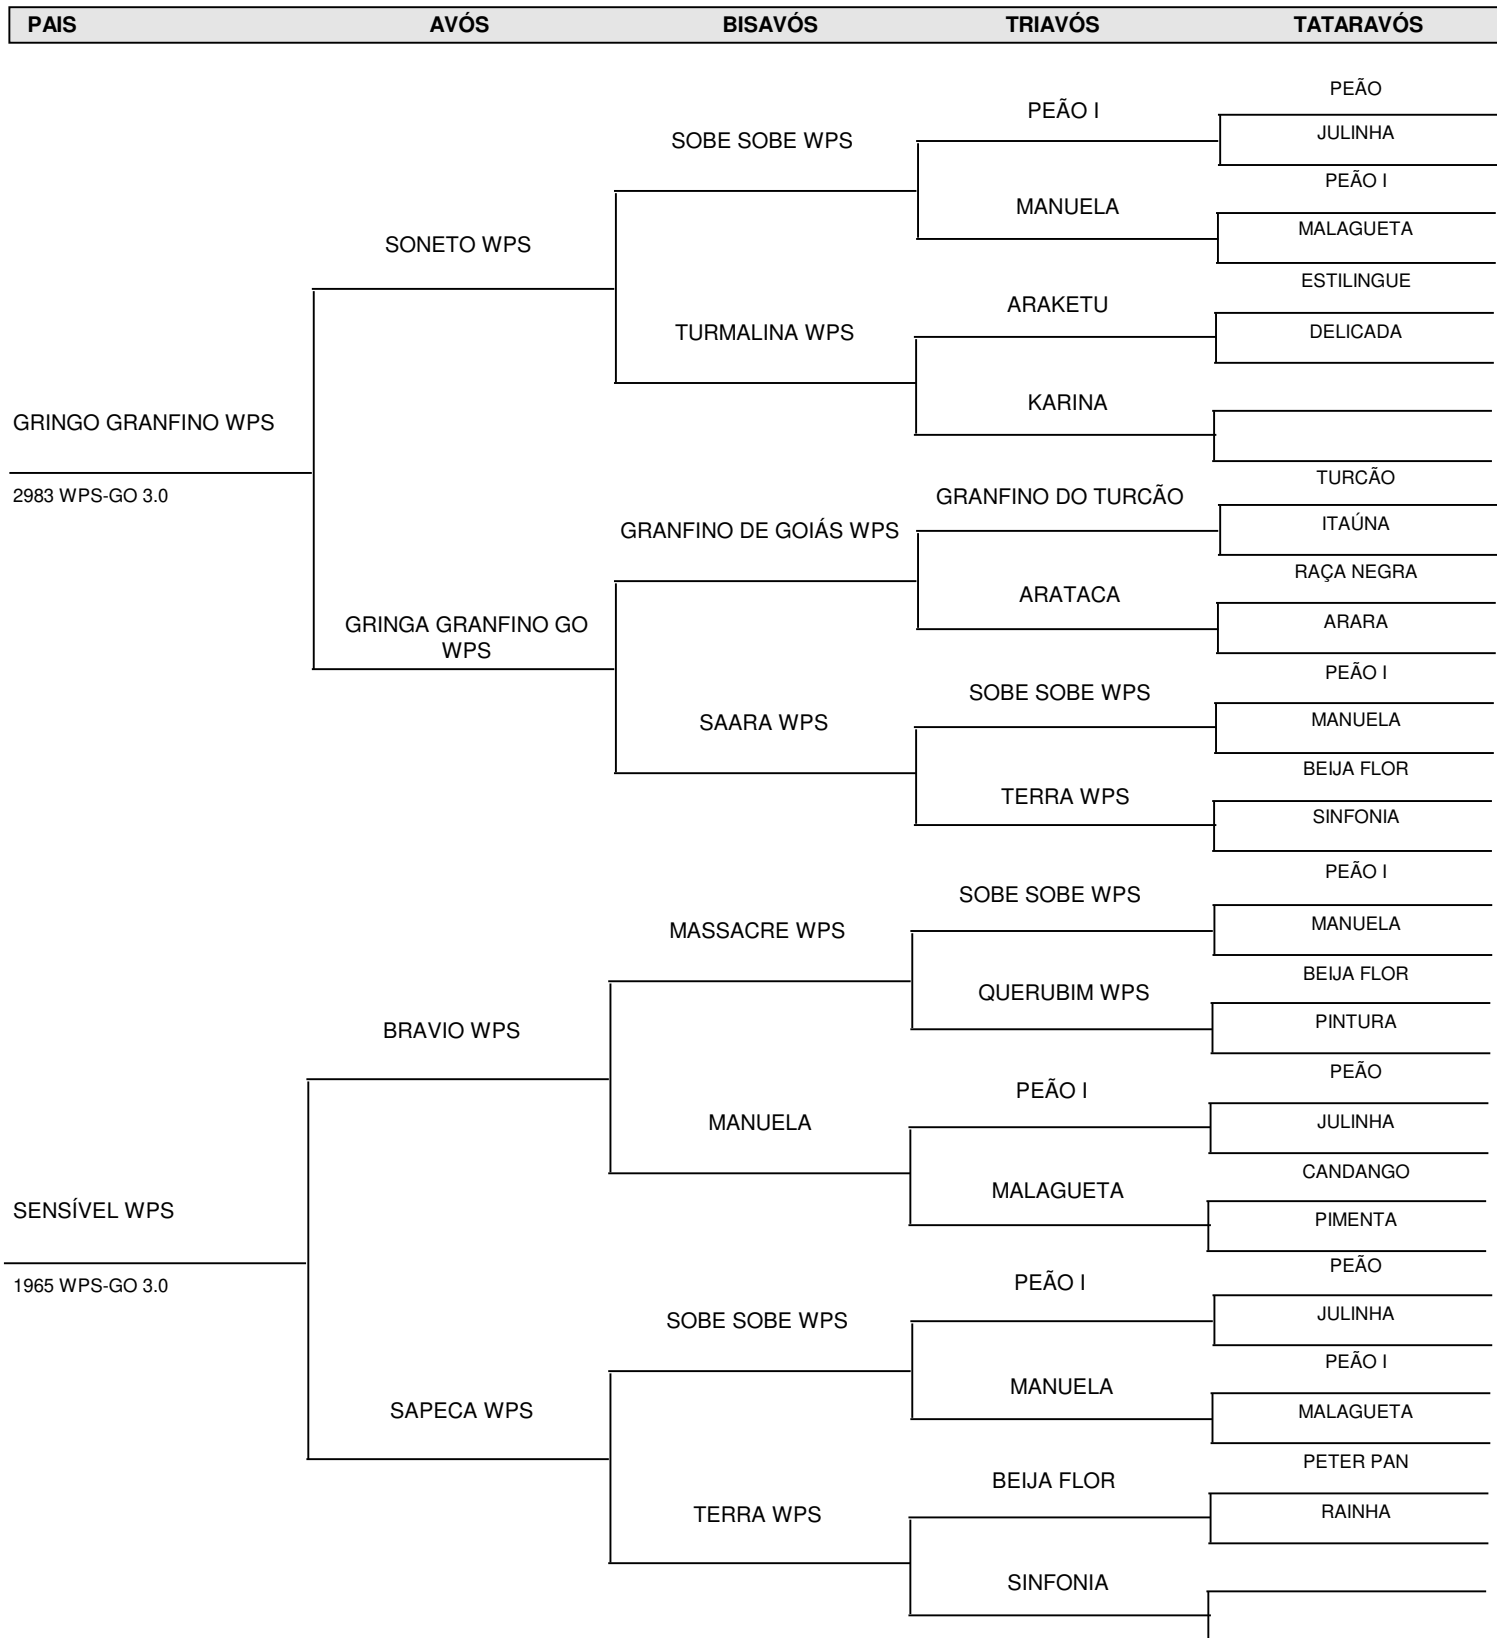 PAIS AVÓS BISAVÓS TRIAVÓS TATARAVÓS
PEÃO
PEÃO I
JULINHA
SOBE SOBE WPS
PEÃO I
MANUELA
MALAGUETA
SONETO WPS
ESTILINGUE
ARAKETU
TURMALINA WPS
DELICADA
KARINA
GRINGO GRANFINO WPS
TURCÃO
2983 WPS-GO 3.0
GRANFINO DO TURCÃO
ITAÚNA
GRANFINO DE GOIÁS WPS
RAÇA NEGRA
ARATACA
ARARA
GRINGA GRANFINO GO
WPS
PEÃO I
SOBE SOBE WPS
MANUELA
SAARA WPS
BEIJA FLOR
TERRA WPS
SINFONIA
PEÃO I
SOBE SOBE WPS
MANUELA
MASSACRE WPS
BEIJA FLOR
QUERUBIM WPS
PINTURA
BRAVIO WPS
PEÃO
PEÃO I
JULINHA
MANUELA
CANDANGO
MALAGUETA
SENSÍVEL WPS
PIMENTA
PEÃO
1965 WPS-GO 3.0
PEÃO I
JULINHA
SOBE SOBE WPS
PEÃO I
MANUELA
SAPECA WPS
MALAGUETA
PETER PAN
BEIJA FLOR
RAINHA
TERRA WPS
SINFONIA